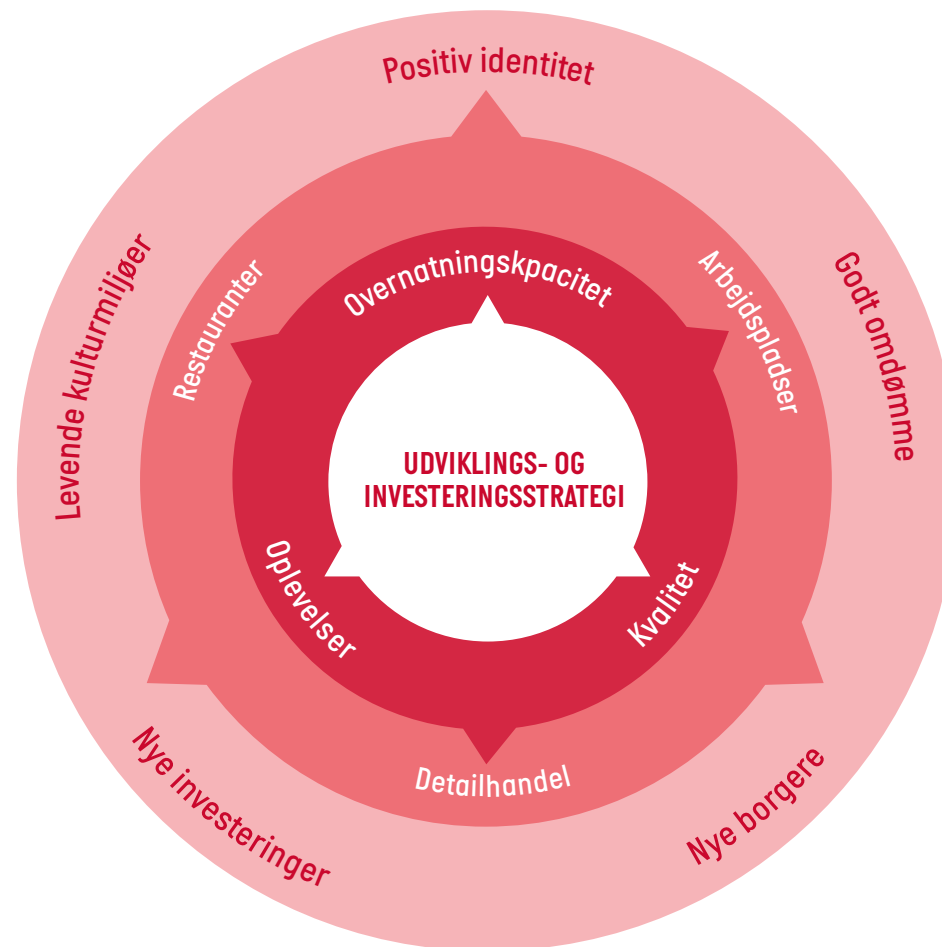 Positiv identitet
Levende kulturmiljøer
Godt omdømme
Nye investeringer
Nye borgere
Restauranter
Arbejdspladser
Detailhandel
Overnatningskpacitet
Oplevelser
Kvalitet
UDVIKLINGS- OG
INVESTERINGSSTRATEGI